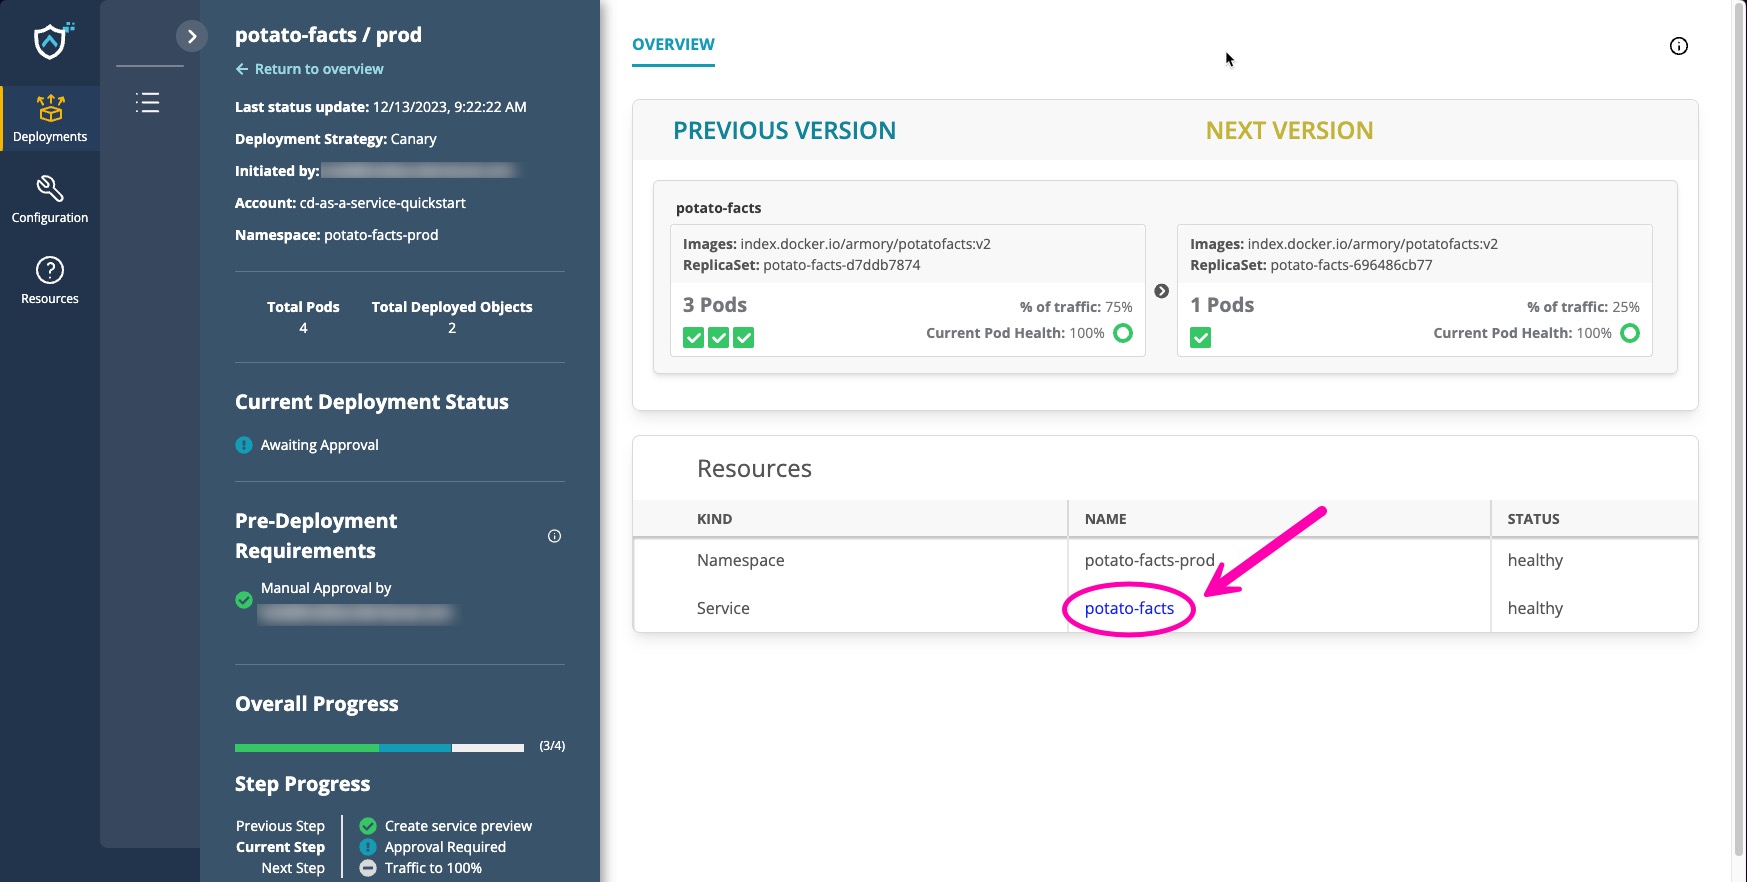 Deployments
Configuration
Resources
potato-facts / prod
Return to overview
Last status update: 12/13/2023, 9:22:22 AM
Deployment Strategy: Canary
Initiated by:
Account: cd-as-a-service-quickstart
Namespace: potato-facts-prod
Total Pods Total Deployed Objects
4 2
Current Deployment Status
Awaiting Approval
Pre-Deployment
Requirements
Manual Approval by
Overall Progress
(3/4)
Step Progress
Previous Step Create service preview
Current Step Approval Required
Next Step Traffic to 100%
OVERVIEW
PREVIOUS VERSION NEXT VERSION
potato-facts
Images: index.docker.io/armory/potatofacts:v2
ReplicaSet: potato-facts-d7ddb7874
3 Pods % of traffic: 75%
Current Pod Health: 100%
Images: index.docker.io/armory/potatofacts:v2
ReplicaSet: potato-facts-696486cb77
1 Pods % of traffic: 25%
Current Pod Health: 100%
Resources
KIND NAME STATUS
Namespace potato-facts-prod healthy
Service potato-facts healthy